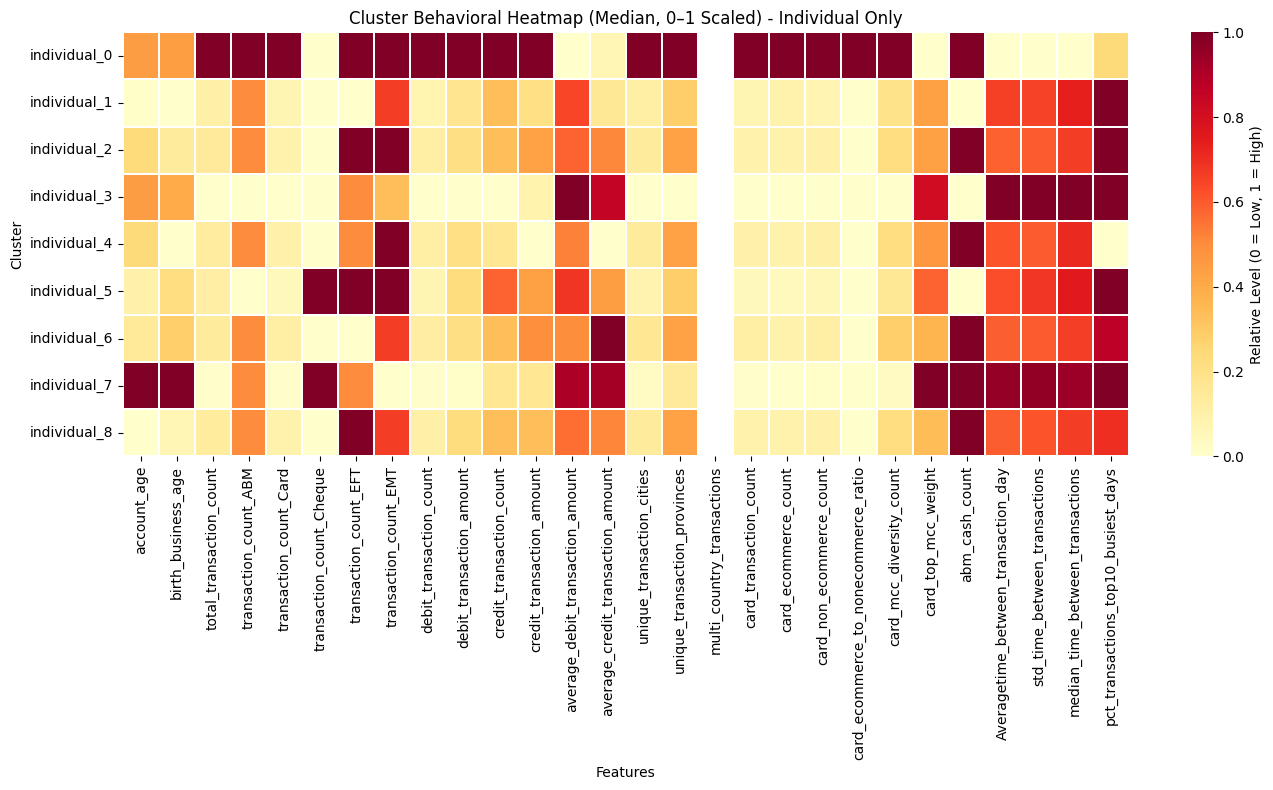 Cluster Behavioral Heatmap (Median, 0–1 Scaled) - Individual Only
Cluster
individual_0
individual_1
individual_2
individual_3
individual_4
individual_5
individual_6
individual_7
individual_8
account_age
birth_business_age
total_transaction_count
transaction_count_ABM
transaction_count_Card
transaction_count_Cheque
transaction_count_EFT
transaction_count_EMT
debit_transaction_count
debit_transaction_amount
credit_transaction_count
credit_transaction_amount
average_debit_transaction_amount
average_credit_transaction_amount
unique_transaction_cities
unique_transaction_provinces
multi_country_transactions
card_transaction_count
card_ecommerce_count
card_non_ecommerce_count
card_ecommerce_to_nonecommerce_ratio
card_mcc_diversity_count
card_top_mcc_weight
abm_cash_count
Averagetime_between_transaction_day
std_time_between_transactions
median_time_between_transactions
pct_transactions_top10_busiest_days
Features
1.0
0.8
0.6
0.4
0.2
0.0
Relative Level (0 = Low, 1 = High)